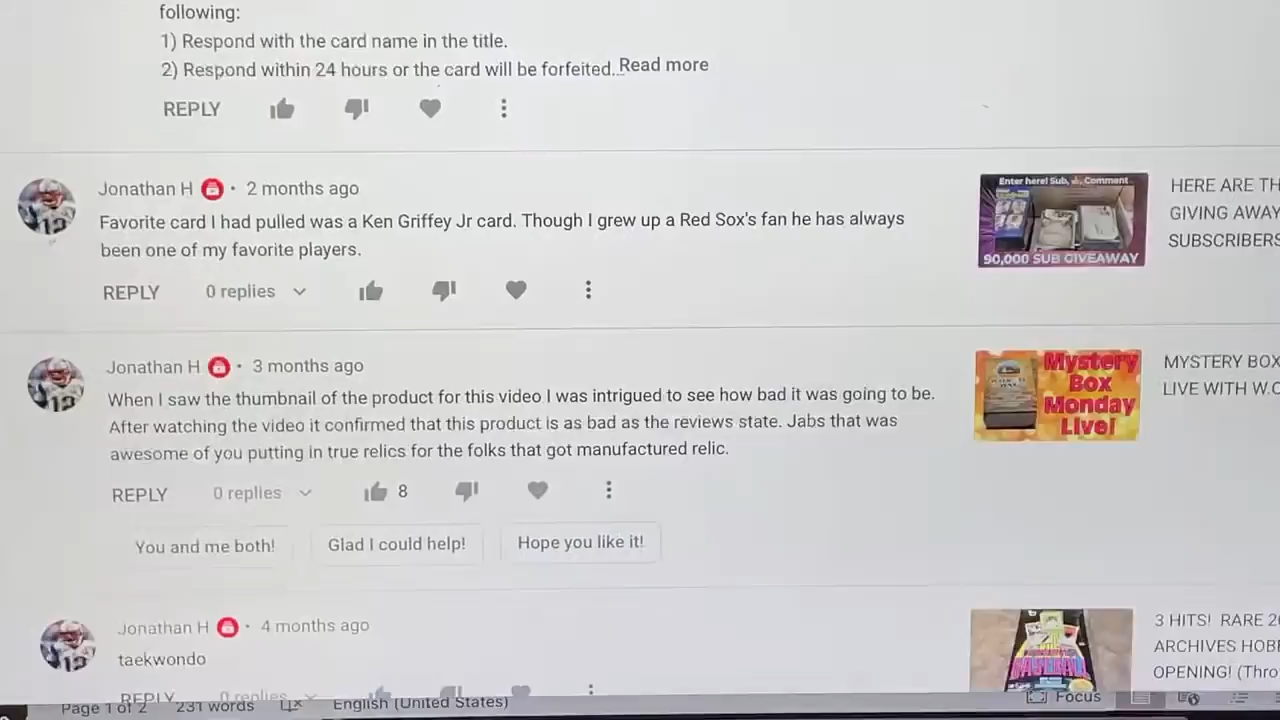 following:
1) Respond with the card name in the title.
2) Respond within 24 hours or the card will be forfeited...Read more
REPLY
Jonathan H • 2 months ago
Favorite card I had pulled was a Ken Griffey Jr card. Though I grew up a Red Sox's fan he has always
been one of my favorite players.
REPLY 0 replies
Enter here! Sub, Comment
90,000 SUB GIVEAWAY
HERE ARE TH
GIVING AWAY
SUBSCRIBERS
Jonathan H • 3 months ago
When I saw the thumbnail of the product for this video I was intrigued to see how bad it was going to be.
After watching the video it confirmed that this product is as bad as the reviews state. Jabs that was
awesome of you putting in true relics for the folks that got manufactured relic.
REPLY 0 replies 8
You and me both! Glad I could help! Hope you like it!
Mystery
Box
Monday
Live!
MYSTERY BOX
LIVE WITH W.C
Jonathan H • 4 months ago
taekwondo
REPLY 0 replies
BASEBALL
3 HITS! RARE 2
ARCHIVES HOB
OPENING! (Thro
Page 1 of 2 231 words English (United States) Focus